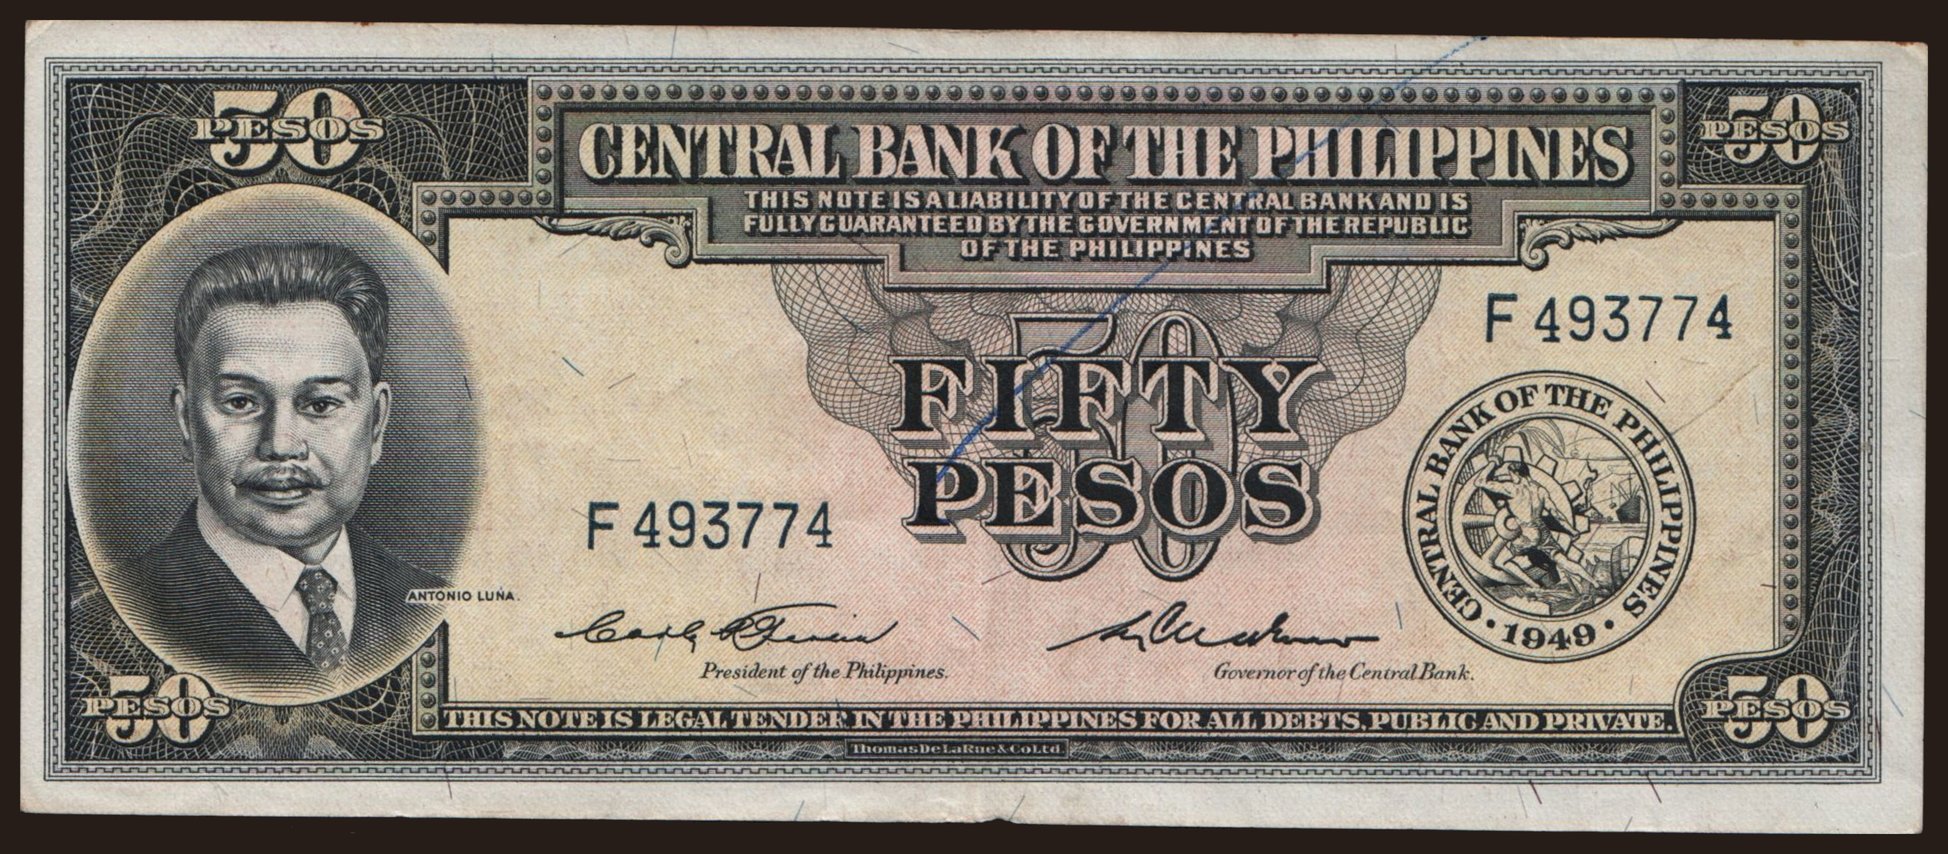 50 PESOS
50 PESOS
CENTRAL BANK OF THE PHILIPPINES
THIS NOTE IS A LIABILITY OF THE CENTRAL BANK AND IS
FULLY GUARANTEED BY THE GOVERNMENT OF THE REPUBLIC
OF THE PHILIPPINES
F 493774
50
FIFTY
PESOS
F 493774
CENTRAL BANK OF THE PHILIPPINES
· 1949 ·
ANTONIO LUNA.
President of the Philippines.
Governor of the Central Bank.
50 PESOS
50 PESOS
THIS NOTE IS LEGAL TENDER IN THE PHILIPPINES FOR ALL DEBTS, PUBLIC AND PRIVATE.
Thomas De La Rue & Co Ltd.